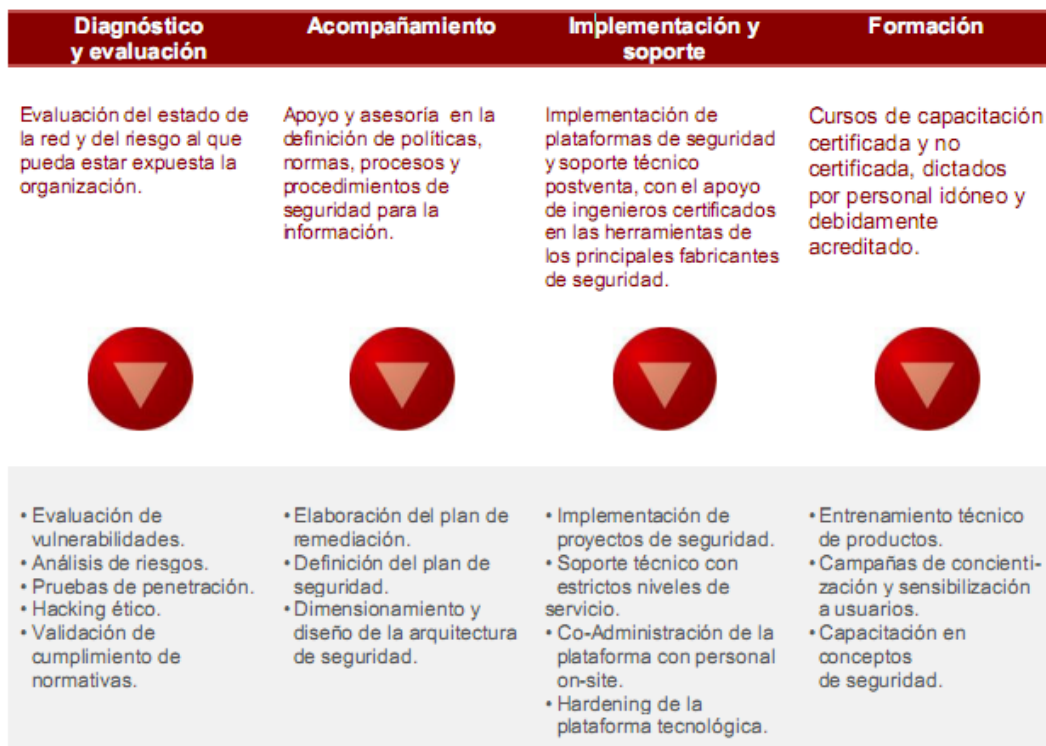 Diagnóstico
y evaluación
Acompañamiento
Implementación y
soporte
Formación
Evaluación del estado de
la red y del riesgo al que
pueda estar expuesta la
organización.
Apoyo y asesoría en la
definición de políticas,
normas, procesos y
procedimientos de
seguridad para la
información.
Implementación de
plataformas de seguridad
y soporte técnico
postventa, con el apoyo
de ingenieros certificados
en las herramientas de
los principales fabricantes
de seguridad.
Cursos de capacitación
certificada y no
certificada, dictados
por personal idóneo y
debidamente
acreditado.
• Evaluación de
vulnerabilidades.
• Análisis de riesgos.
• Pruebas de penetración.
• Hacking ético.
• Validación de
cumplimiento de
normativas.
• Elaboración del plan de
remediación.
• Definición del plan de
seguridad.
• Dimensionamiento y
diseño de la arquitectura
de seguridad.
• Implementación de
proyectos de seguridad.
• Soporte técnico con
estrictos niveles de
servicio.
• Co-Administración de la
plataforma con personal
on-site.
• Hardening de la
plataforma tecnológica.
• Entrenamiento técnico
de productos.
• Campañas de concienti-
zación y sensibilización
a usuarios.
• Capacitación en
conceptos
de seguridad.